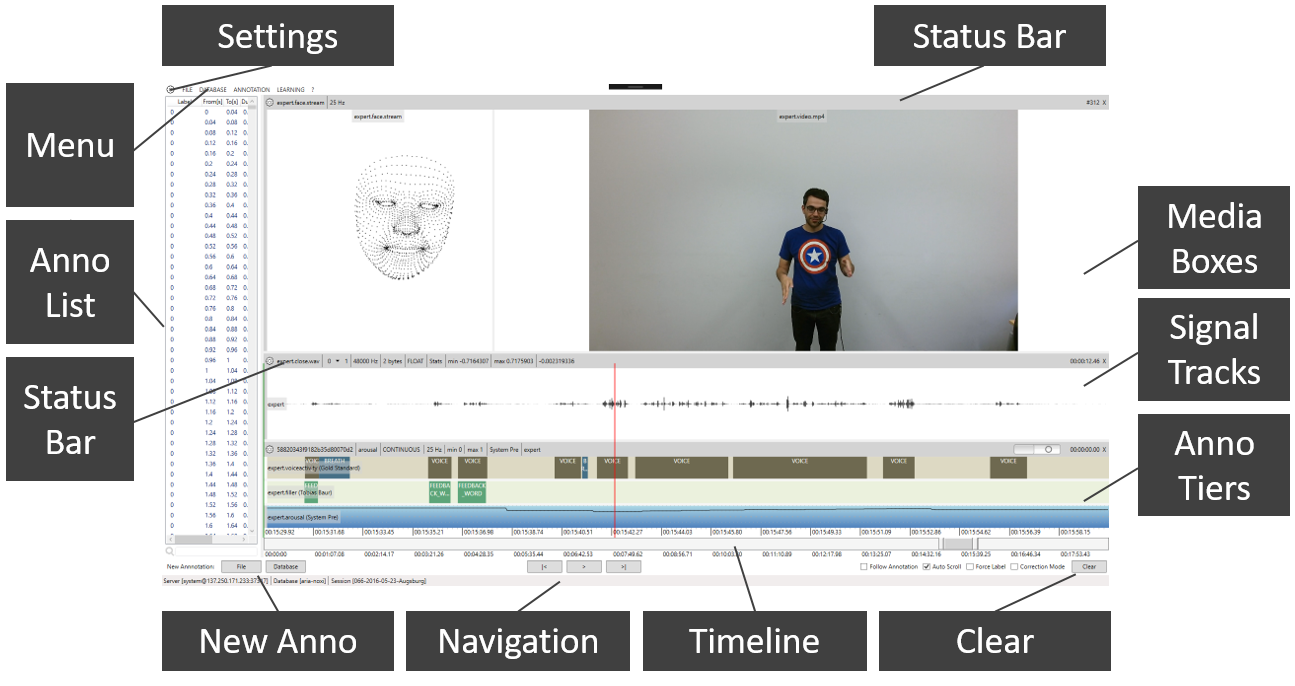 Settings
Status Bar
Menu
Anno
List
Status
Bar
Media
Boxes
Signal
Tracks
Anno
Tiers
New Anno
Navigation
Timeline
Clear
FILE DATABASE ANNOTATION LEARNING ?
Label From[s] To[s] Du
0 0 0.04 0.
0 0.04 0.08 0.
0 0.08 0.12 0.
0 0.12 0.16 0.
0 0.16 0.2 0.
0 0.2 0.24 0.
0 0.24 0.28 0.
0 0.28 0.32 0.
0 0.32 0.36 0.
0 0.36 0.4 0.
0 0.4 0.44 0.
0 0.44 0.48 0.
0 0.48 0.52 0.
0 0.52 0.56 0.
0 0.56 0.6 0.
0 0.6 0.64 0.
0 0.64 0.68 0.
0 0.68 0.72 0.
0 0.72 0.76 0.
0 0.76 0.8 0.
0 0.8 0.84 0.
0 0.84 0.88 0.
0 0.88 0.92 0.
0 0.92 0.96 0.
0 0.96 1 0.
0 1 1.04 0.
0 1.04 0.
0 1.12 0.
0 1.12 1.16 0.
0 1.16 1.2 0.
0 1.2 1.24 0.
0 1.24 1.28 0.
0 1.28 1.32 0.
0 1.32 1.36 0.
0 1.36 1.4 0.
0 1.4 1.44 0.
0 1.44 1.48 0.
0 1.48 1.52 0.
0 1.52 1.56 0.
0 1.56 1.6 0.
0 1.6 1.64 0.
expert.face.stream 25 Hz #312 X
expert.face.stream
expert.video.mp4
expert.close.wav 0 1 48000 Hz 2 bytes FLOAT Stats min -0.7164307 max 0.7175903 -0.002319336 00:00:12.46 X
expert
58820343f9182b35d80070d2 arousal CONTINUOUS 25 Hz min 0 max 1 System Pre expert 00:00:00.00 X
VOIC BREATH VOICE VOICE VOICE B VOICE VOICE VOICE VOICE VOICE
expert.voiceactivity (Gold Standard)
FEED FEEDBA FEEDBACK
CK_W... _WORD
expert.filler (Tobias Baur)
expert.arousal (System Pre)
00:15:29.92 00:15:31.66 00:15:33.45 00:15:35.21 00:15:36.98 00:15:38.74 00:15:40.51 00:15:42.27 00:15:44.03 00:15:45.80 00:15:47.56 00:15:49.33 00:15:51.09 00:15:52.86 00:15:54.62 00:15:56.39 00:15:58.15
00:00:00 00:01:07.08 00:02:14.17 00:03:21.26 00:04:28.35 00:05:35.44 00:06:42.53 00:07:49.62 00:08:56.71 00:11:10.89 00:12:17.98 00:13:25.07 00:14:32.16 00:15:39.25 00:16:46.34 00:17:53.43
New Annnotation: File Database |< > >| Follow Annotation Auto Scroll Force Label Correction Mode Clear
Database [aria-noxi] Session [066-2016-05-23-Augsburg]